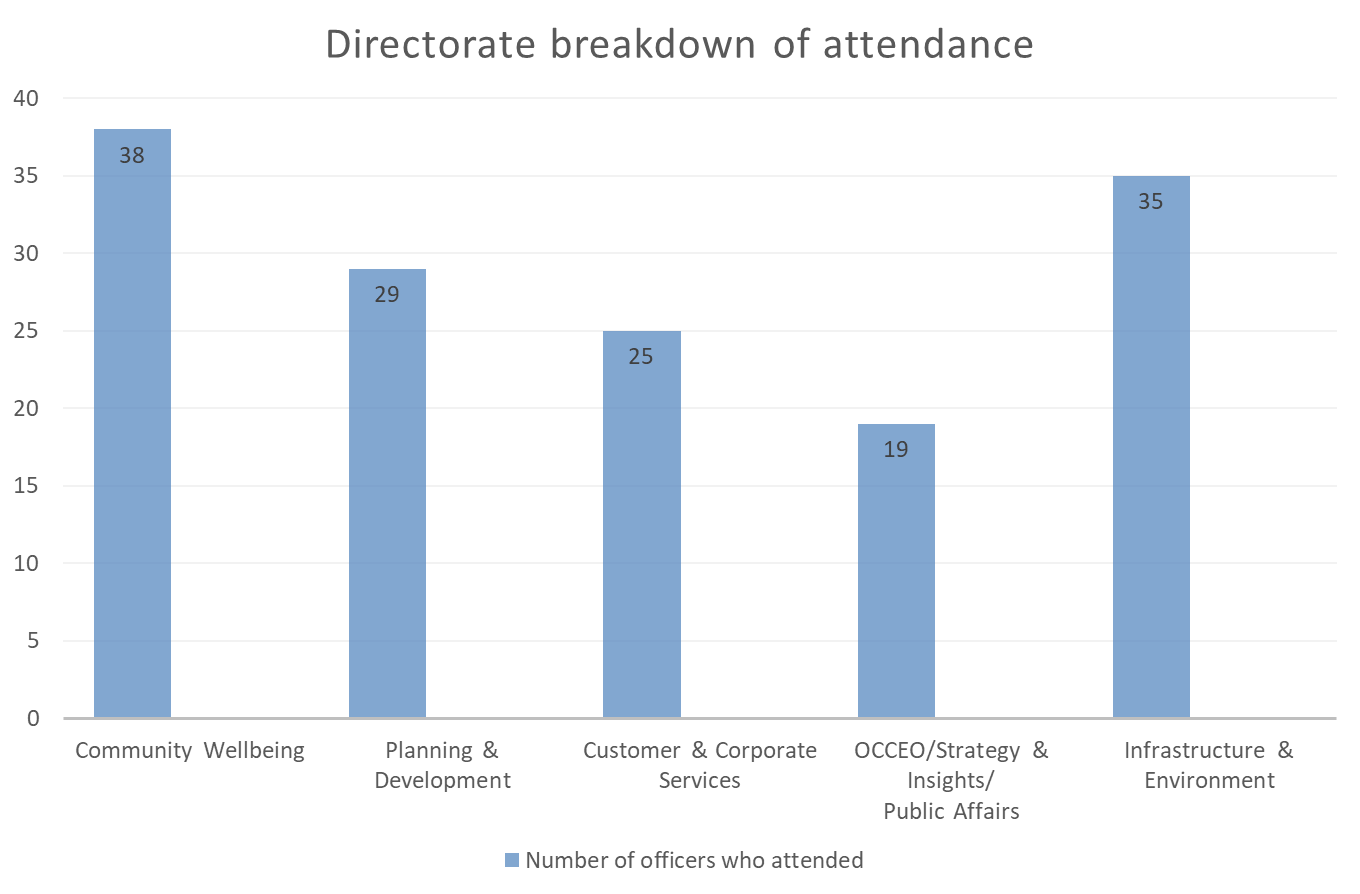 Directorate breakdown of attendance
40
35
30
25
20
15
10
5
0
38
29
25
19
35
Community Wellbeing
Planning &
Development
Customer & Corporate
Services
OCCEO/Strategy &
Insights/
Public Affairs
Infrastructure &
Environment
Number of officers who attended